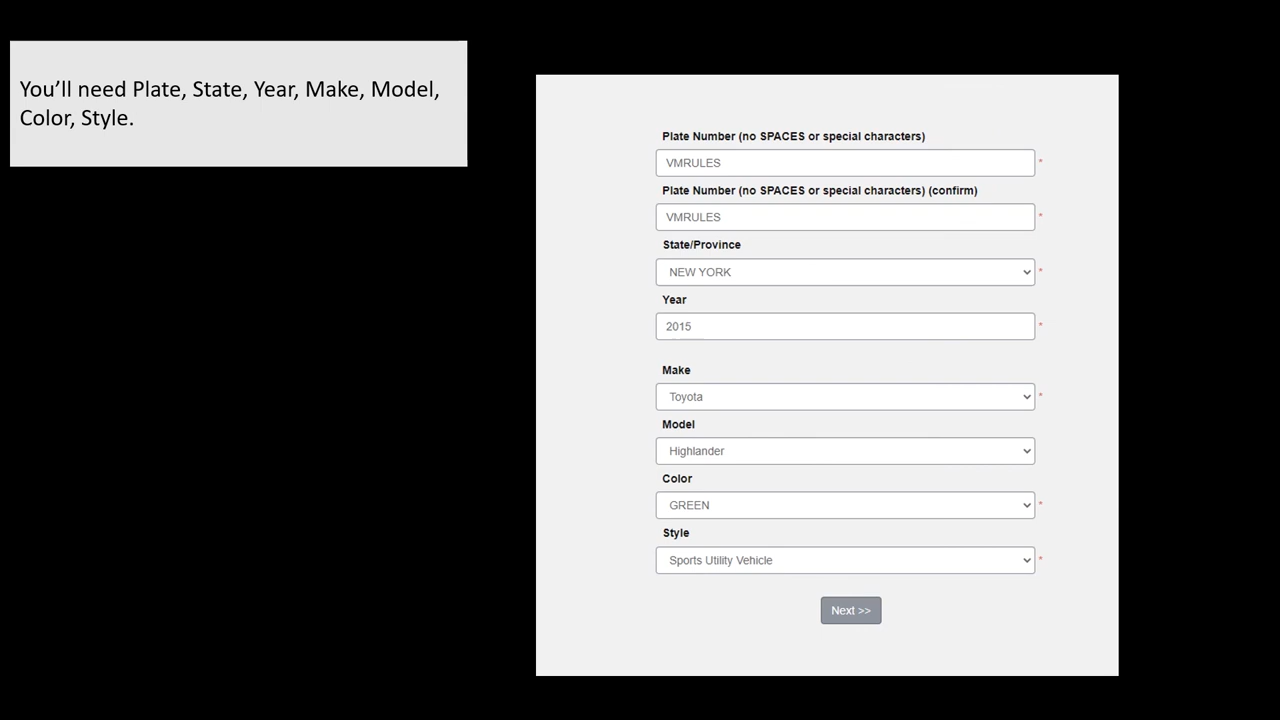 You’ll need Plate, State, Year, Make, Model,
Color, Style.
Plate Number (no SPACES or special characters)
VMRULES *
Plate Number (no SPACES or special characters) (confirm)
VMRULES *
State/Province
NEW YORK *
Year
2015 *
Make
Toyota *
Model
Highlander
Color
GREEN *
Style
Sports Utility Vehicle *
Next >>